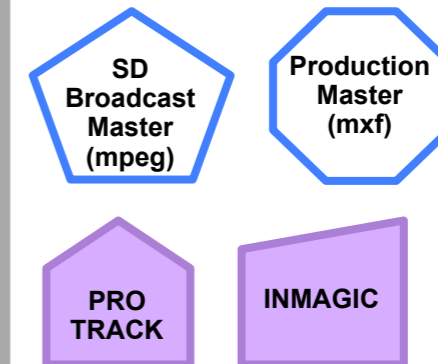 SD
Broadcast
Master
(mpeg)
Production
Master
(mxf)
PRO
TRACK
INMAGIC